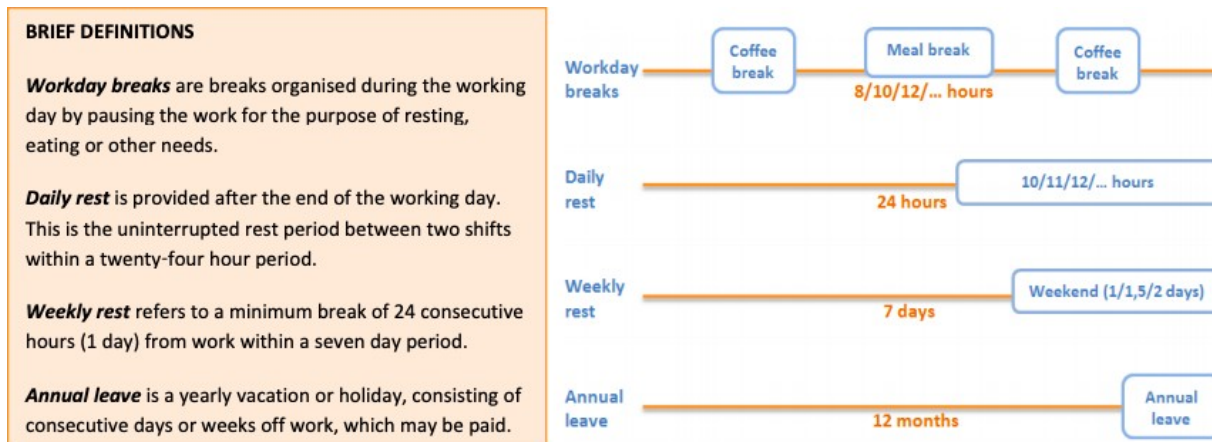 BRIEF DEFINITIONS
Workday breaks are breaks organised during the working
day by pausing the work for the purpose of resting,
eating or other needs.
Daily rest is provided after the end of the working day.
This is the uninterrupted rest period between two shifts
within a twenty-four hour period.
Weekly rest refers to a minimum break of 24 consecutive
hours (1 day) from work within a seven day period.
Annual leave is a yearly vacation or holiday, consisting of
consecutive days or weeks off work, which may be paid.
Workday
breaks
Coffee
break
Meal break
8/10/12/... hours
Coffee
break
Daily
rest
24 hours
10/11/12/... hours
Weekly
rest
7 days
Weekend (1/1,5/2 days)
Annual
leave
12 months
Annual
leave